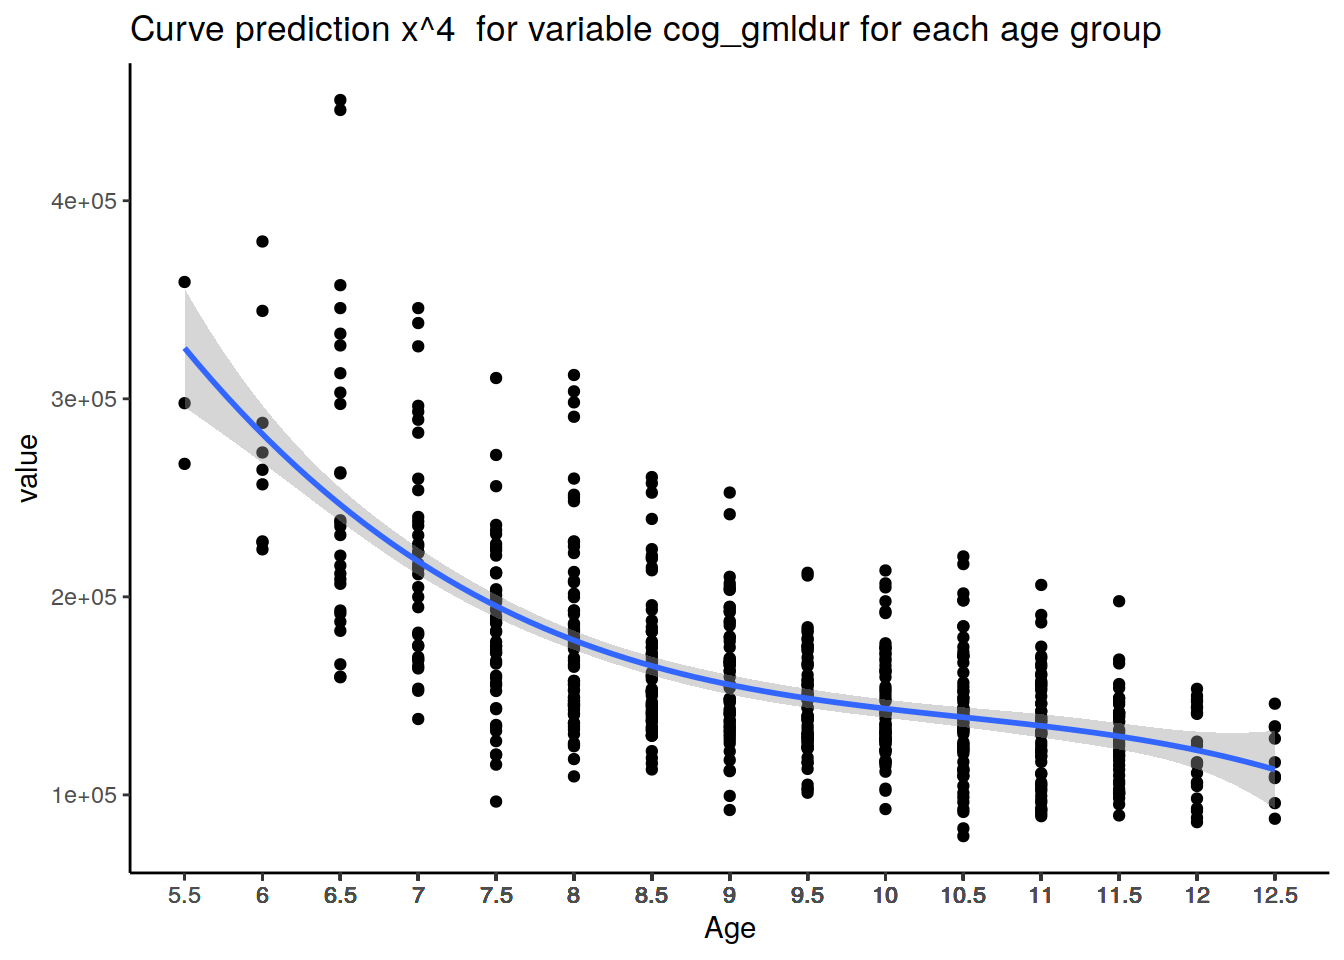 Curve prediction x^4  for variable cog_gmldur for each age group
value
4e+05
3e+05
2e+05
1e+05
5.5 6 6.5 7 7.5 8 8.5 9 9.5 10 10.5 11 11.5 12 12.5
Age